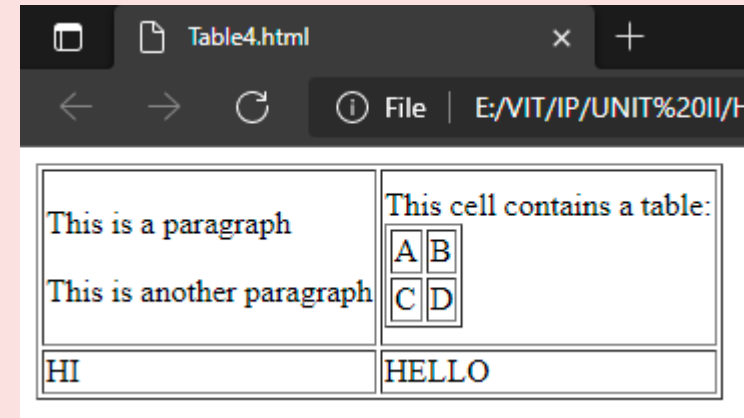 Table4.html
File E:/VIT/IP/UNIT%20II/H
This is a paragraph
This is another paragraph
This cell contains a table:
A B
C D
HI HELLO